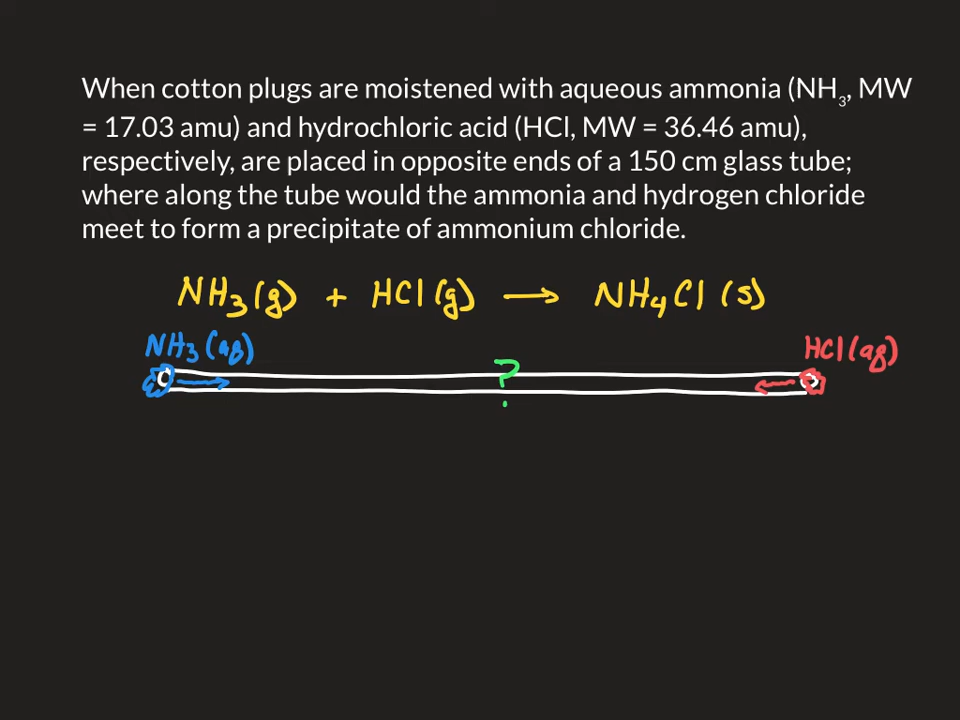 When cotton plugs are moistened with aqueous ammonia (NH₃, MW
= 17.03 amu) and hydrochloric acid (HCl, MW = 36.46 amu),
respectively, are placed in opposite ends of a 150 cm glass tube;
where along the tube would the ammonia and hydrogen chloride
meet to form a precipitate of ammonium chloride.
NH₃(g) + HCl(g) → NH₄Cl(s)
NH₃(aq) HCl(aq)
?